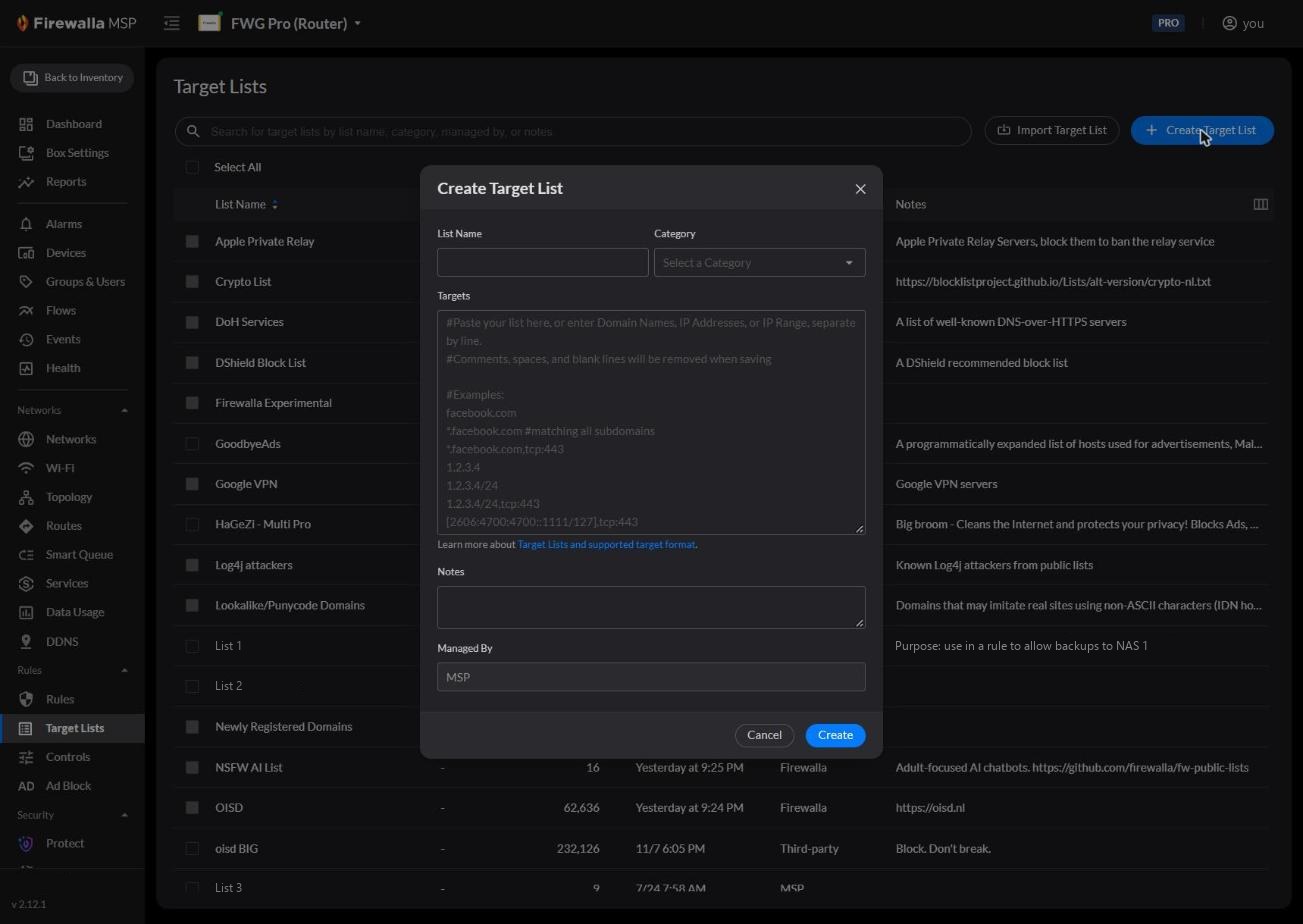 Firewalla MSP
FWG Pro (Router)
PRO
you
Back to Inventory
Dashboard
Box Settings
Reports
Alarms
Devices
Groups & Users
Flows
Events
Health
Networks
Networks
Wi-Fi
Topology
Routes
Smart Queue
Services
Data Usage
DDNS
Rules
Rules
Target Lists
Controls
AD Ad Block
Security
Protect
v 2.12.1
Target Lists
Search for target lists by list name, category, managed by, or notes
Import Target List
+ Create Target List
Select All
List Name
Notes
Apple Private Relay
Apple Private Relay Servers, block them to ban the relay service
Crypto List
https://blocklistproject.github.io/Lists/alt-version/crypto-nl.txt
DoH Services
A list of well-known DNS-over-HTTPS servers
DShield Block List
A DShield recommended block list
Firewalla Experimental
GoodbyeAds
A programmatically expanded list of hosts used for advertisements, Mal...
Google VPN
Google VPN servers
HaGeZi - Multi Pro
Big broom - Cleans the Internet and protects your privacy! Blocks Ads, ...
Log4j attackers
Known Log4j attackers from public lists
Lookalike/Punycode Domains
Domains that may imitate real sites using non-ASCII characters (IDN ho...
List 1
Purpose: use in a rule to allow backups to NAS 1
List 2
Newly Registered Domains
NSFW AI List - 16 Yesterday at 9:25 PM Firewalla Adult-focused AI chatbots. https://github.com/firewalla/fw-public-lists
OISD - 62,636 Yesterday at 9:24 PM Firewalla https://oisd.nl
oisd BIG - 232,126 11/7 6:05 PM Third-party Block. Don't break.
List 3 - 9 7/24 7:58 AM MSP
Create Target List
List Name
Category
Select a Category
Targets
#Paste your list here, or enter Domain Names, IP Addresses, or IP Range, separate
by line.
#Comments, spaces, and blank lines will be removed when saving
#Examples:
facebook.com
*.facebook.com #matching all subdomains
*.facebook.com,tcp:443
1.2.3.4
1.2.3.4/24
1.2.3.4/24,tcp:443
[2606:4700:4700::1111/127],tcp:443
Learn more about Target Lists and supported target format.
Notes
Managed By
MSP
Cancel
Create